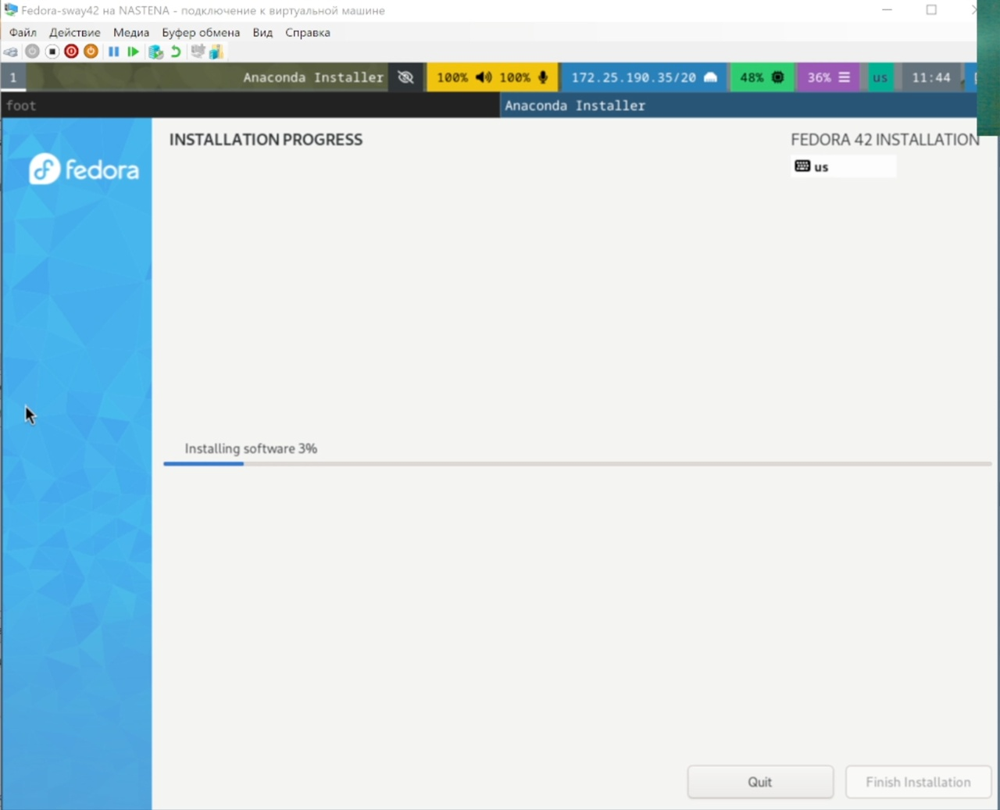 Fedora-sway42 на NASTENA - подключение к виртуальной машине
Файл Действие Медиа Буфер обмена Вид Справка
1 Anaconda Installer 100% 100% 172.25.190.35/20 48% 36% us 11:44
foot Anaconda Installer
INSTALLATION PROGRESS FEDORA 42 INSTALLATION
fedora us
Installing software 3%
Quit Finish Installation